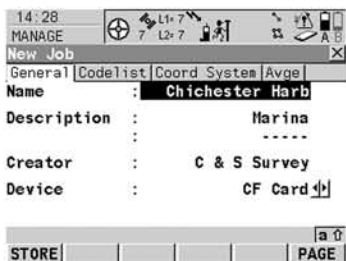 14:28
MANAGE
7 L1= 7
L2= 7
A B
New Job
General Codelist Coord System Avge
Name : Chichester Harb
Description : Marina
: -----
Creator : C & S Survey
Device : CF Card
a
STORE PAGE